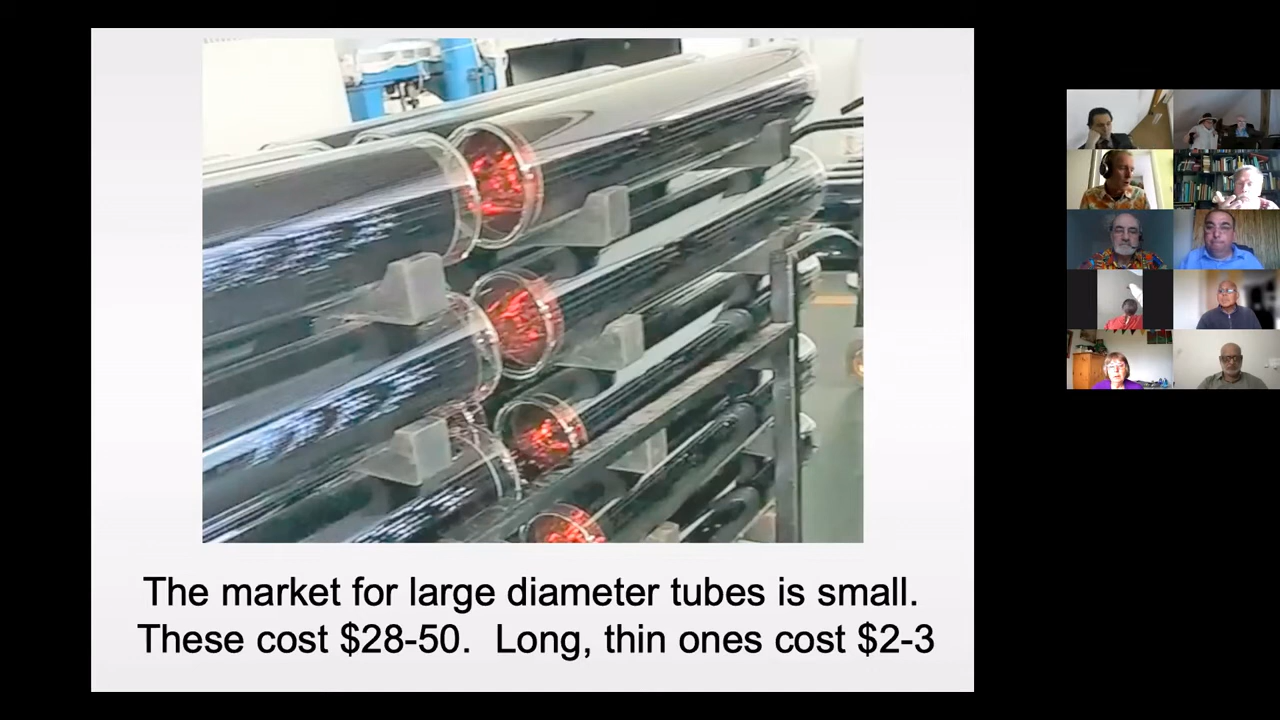 The market for large diameter tubes is small.
These cost $28-50.  Long, thin ones cost $2-3